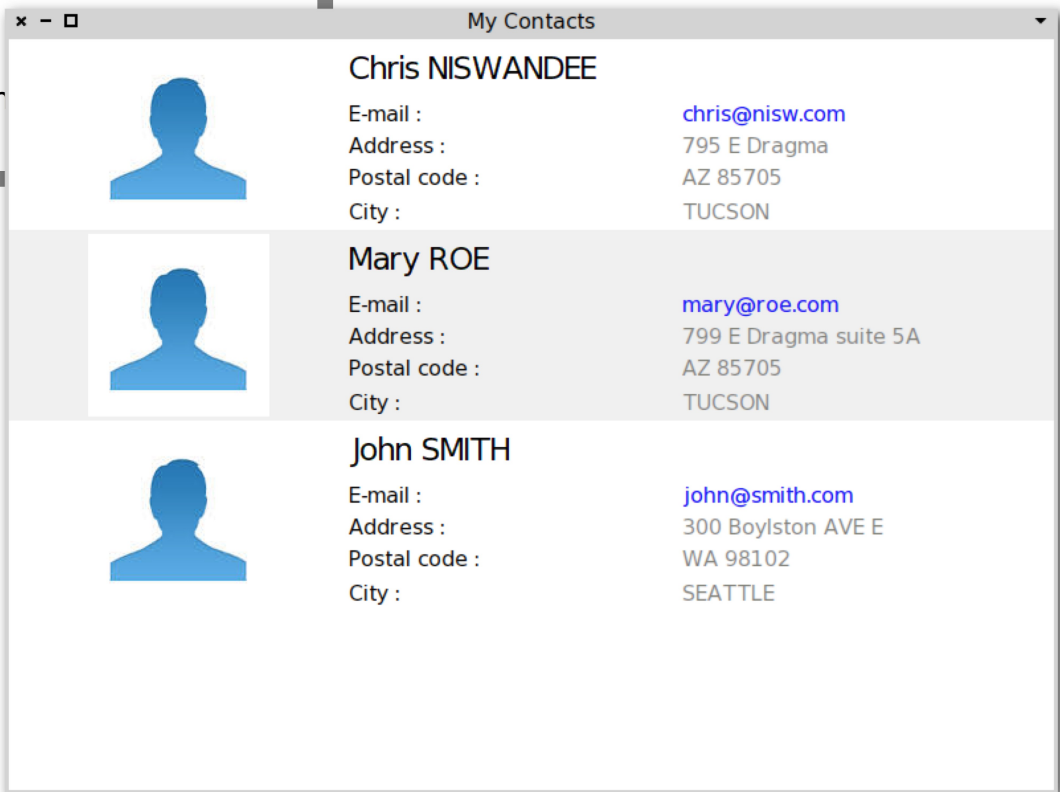 My Contacts
Chris NISWANDEE
E-mail : chris@nisw.com
Address : 795 E Dragma
Postal code : AZ 85705
City : TUCSON
Mary ROE
E-mail : mary@roe.com
Address : 799 E Dragma suite 5A
Postal code : AZ 85705
City : TUCSON
John SMITH
E-mail : john@smith.com
Address : 300 Boylston AVE E
Postal code : WA 98102
City : SEATTLE